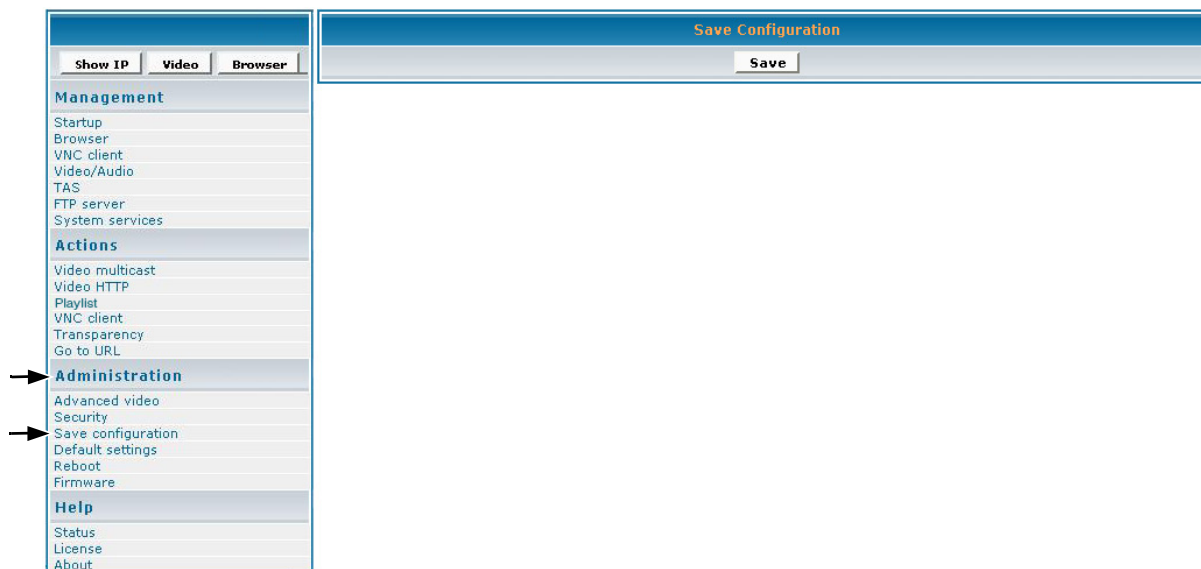 Save Configuration
Show IP Video Browser
Save
Management
Startup
Browser
VNC client
Video/Audio
TAS
FTP server
System services
Actions
Video multicast
Video HTTP
Playlist
VNC client
Transparency
Go to URL
Administration
Advanced video
Security
Save configuration
Default settings
Reboot
Firmware
Help
Status
License
About